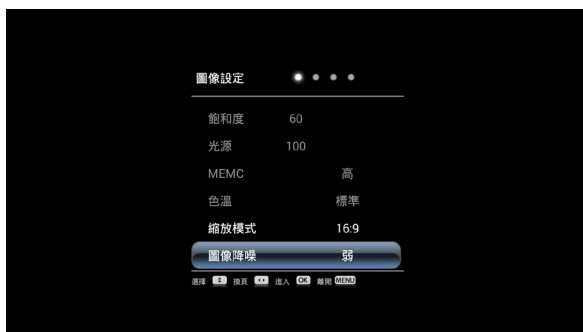 圖像設定
飽和度 60
光源 100
MEMC 高
色溫 標準
縮放模式 16:9
圖像降噪 弱
選擇 換頁 進入 OK 離開 MENU